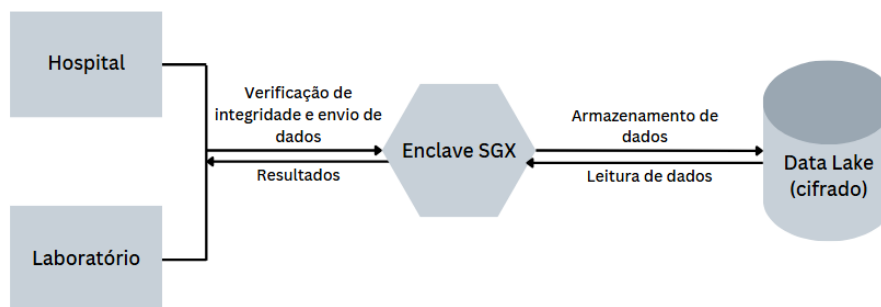 Hospital
Verificação de
integridade e envio de
dados
Resultados
Laboratório
Enclave SGX
Armazenamento de
dados
Leitura de dados
Data Lake
(cifrado)